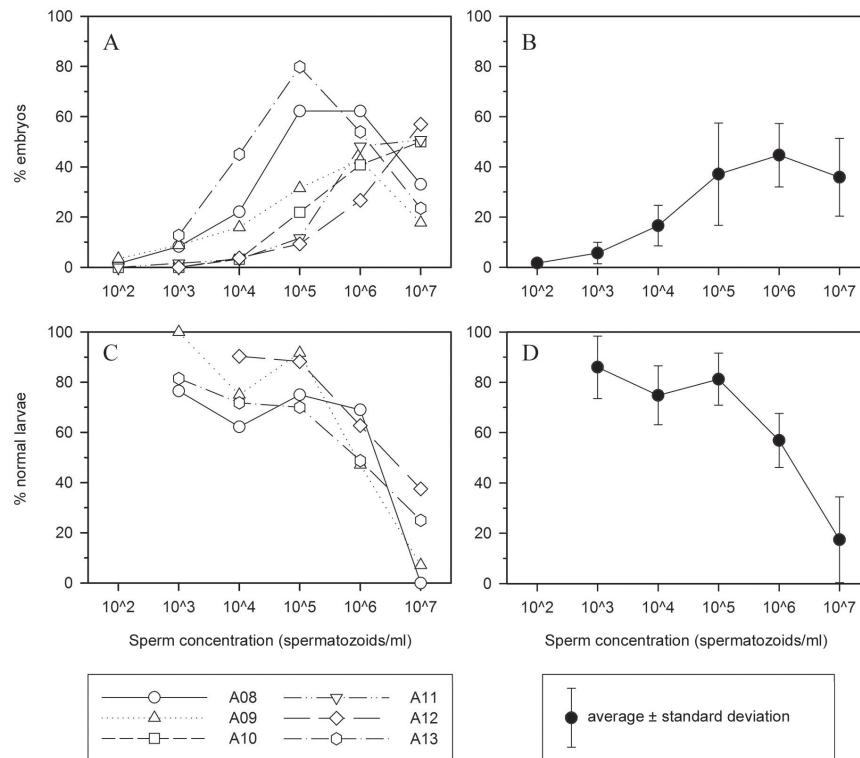 100
80
60
40
20
0
% embryos
A
10^2 10^3 10^4 10^5 10^6 10^7
100
80
60
40
20
0
B
10^2 10^3 10^4 10^5 10^6 10^7
100
80
60
40
20
0
% normal larvae
C
10^2 10^3 10^4 10^5 10^6 10^7
Sperm concentration (spermatozoids/ml)
100
80
60
40
20
0
D
10^2 10^3 10^4 10^5 10^6 10^7
Sperm concentration (spermatozoids/ml)
A08 A11
A09 A12
A10 A13
average ± standard deviation